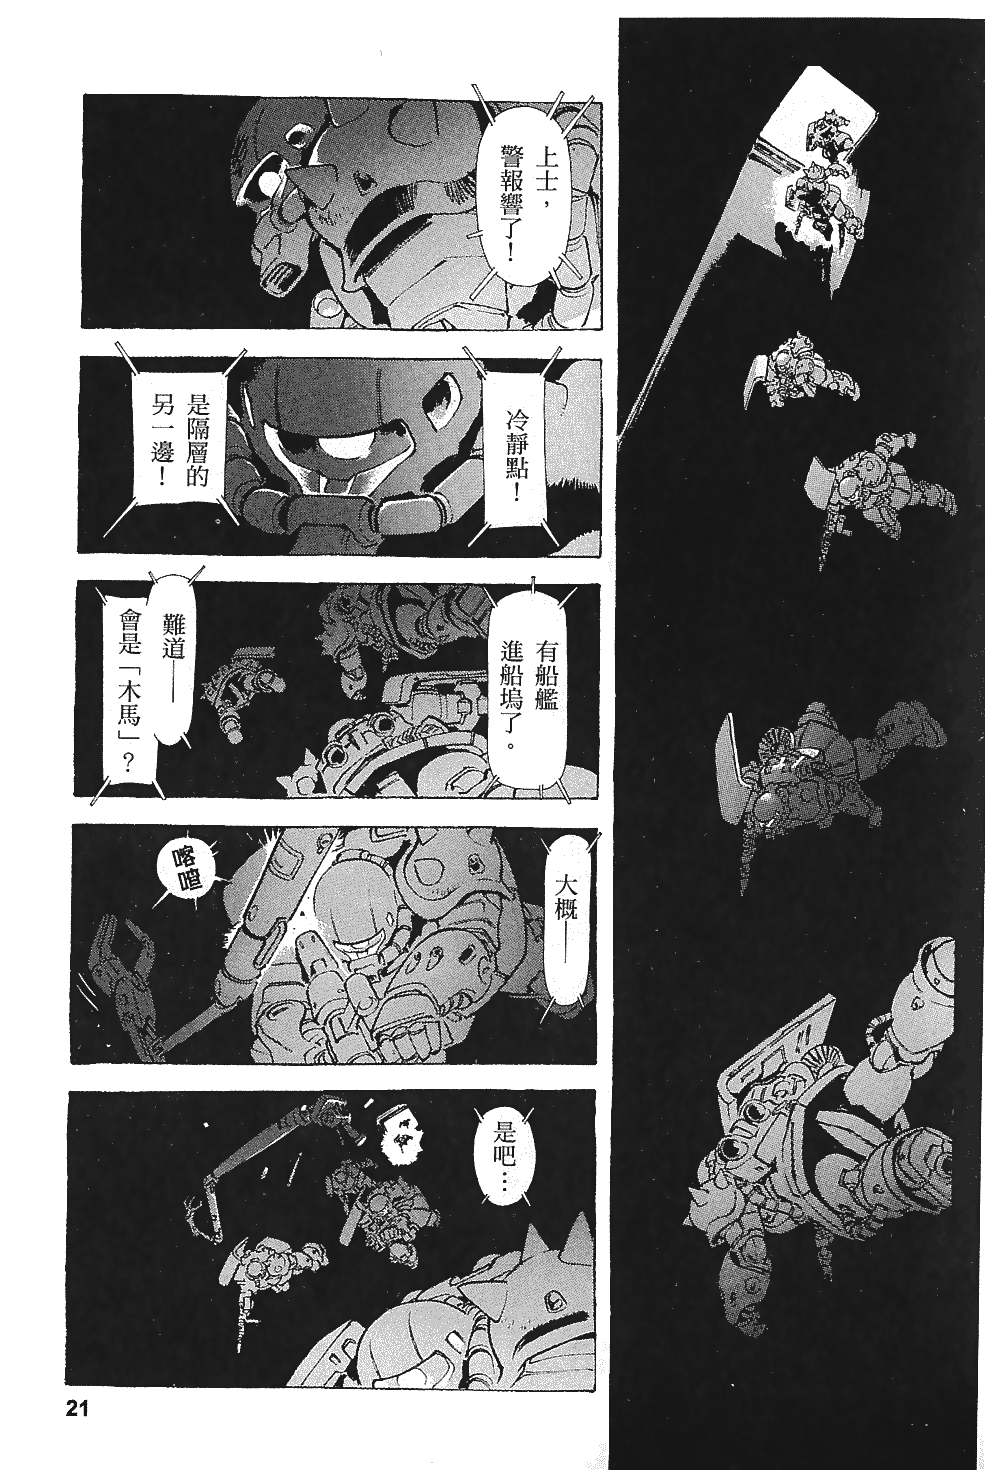 上士，
警報響了！
冷靜點！
是隔層的
另一邊！
有船艦
進船塢了。
難道──
會是「木馬」？
大概──
喀喳
是吧…
21